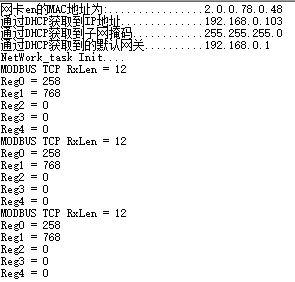 网卡en的MAC地址为:................2.0.0.78.0.48
通过DHCP获取到IP地址..............192.168.0.103
通过DHCP获取到子网掩码............255.255.255.0
通过DHCP获取到的默认网关..........192.168.0.1
NetWork_task Init....
MODBUS TCP RxLen = 12
Reg0 = 258
Reg1 = 768
Reg2 = 0
Reg3 = 0
Reg4 = 0
MODBUS TCP RxLen = 12
Reg0 = 258
Reg1 = 768
Reg2 = 0
Reg3 = 0
Reg4 = 0
MODBUS TCP RxLen = 12
Reg0 = 258
Reg1 = 768
Reg2 = 0
Reg3 = 0
Reg4 = 0